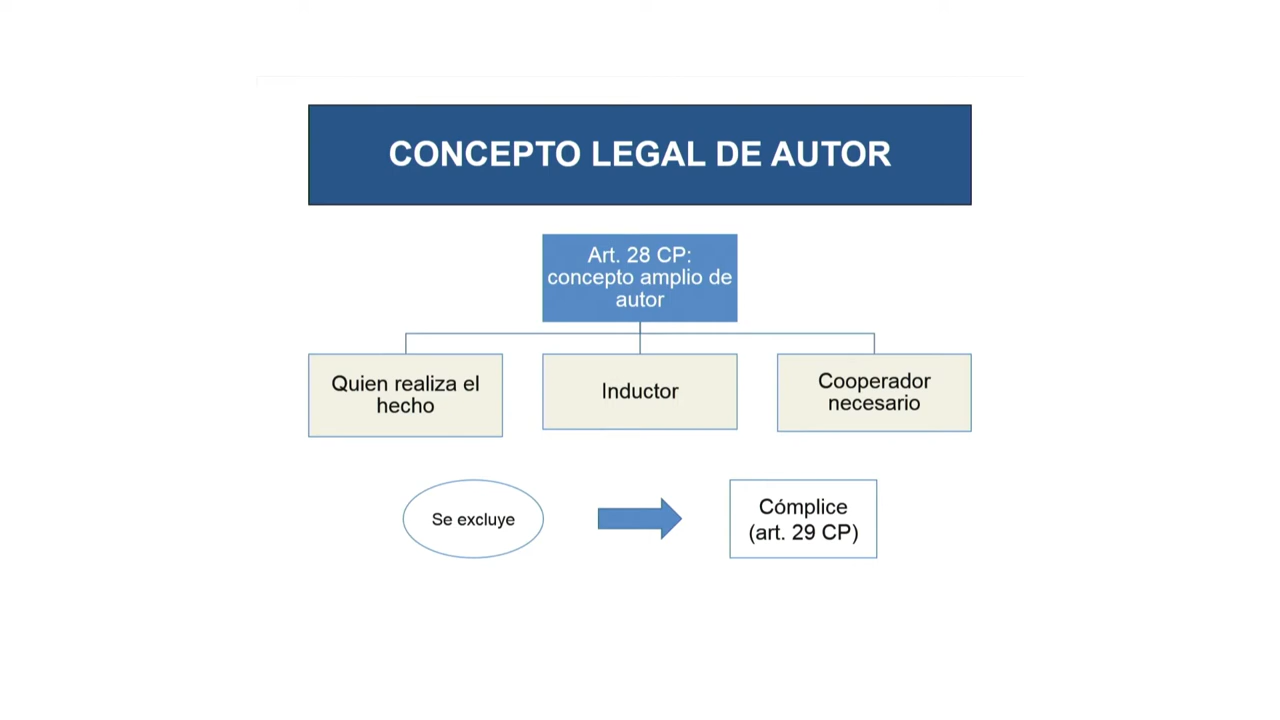 CONCEPTO LEGAL DE AUTOR
Art. 28 CP:
concepto amplio de
autor
Quien realiza el
hecho
Inductor
Cooperador
necesario
Se excluye
Cómplice
(art. 29 CP)